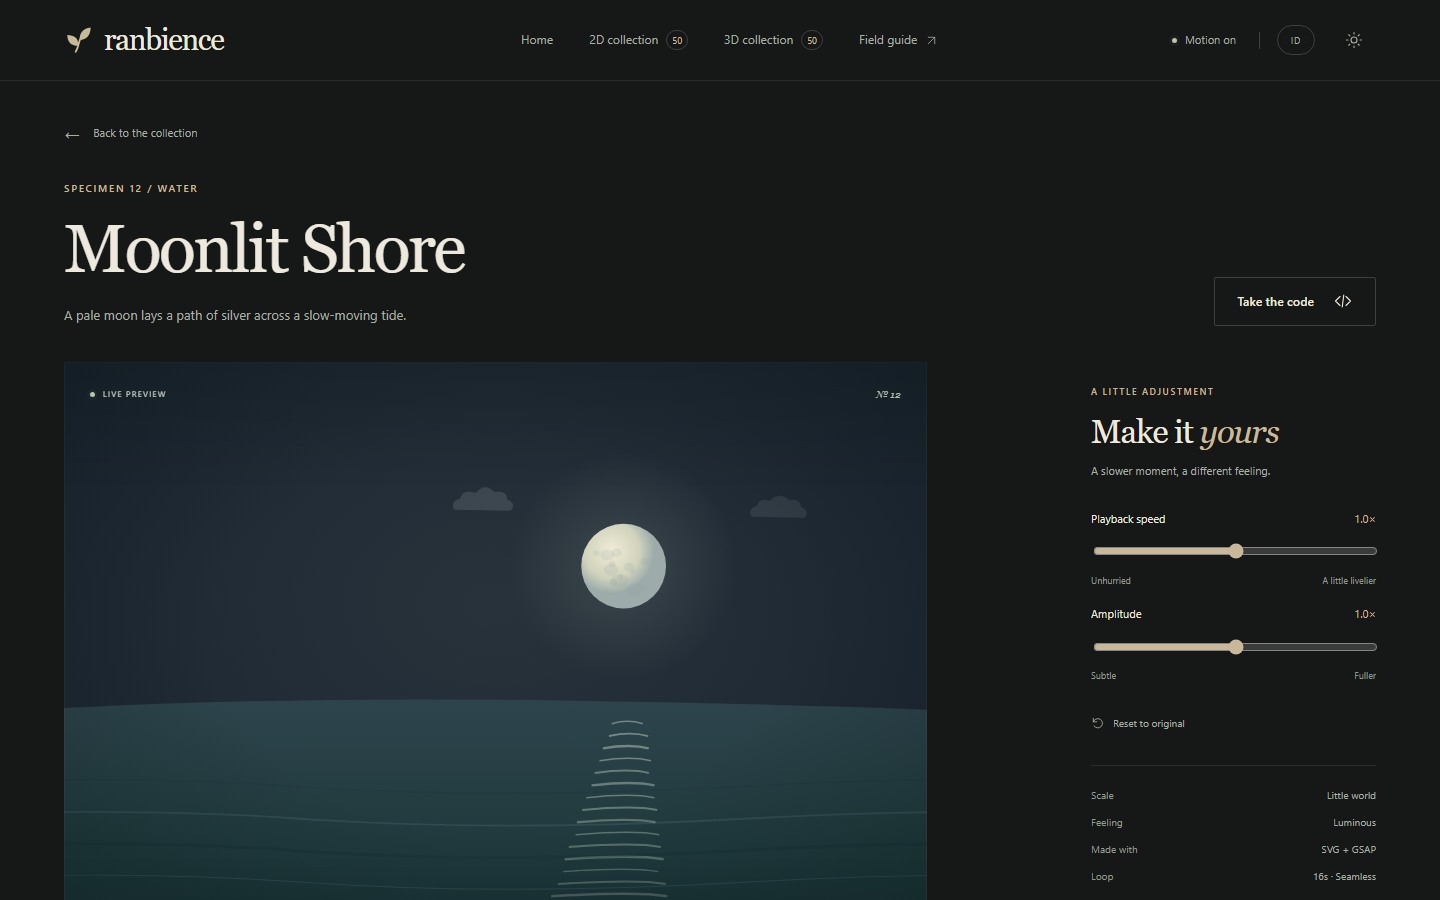 ranbience
Home
2D collection 50
3D collection 50
Field guide
Motion on
ID
Back to the collection
SPECIMEN 12 / WATER
Moonlit Shore
A pale moon lays a path of silver across a slow-moving tide.
Take the code
LIVE PREVIEW
№ 12
A LITTLE ADJUSTMENT
Make it yours
A slower moment, a different feeling.
Playback speed 1.0×
Unhurried A little livelier
Amplitude 1.0×
Subtle Fuller
Reset to original
Scale Little world
Feeling Luminous
Made with SVG + GSAP
Loop 16s · Seamless